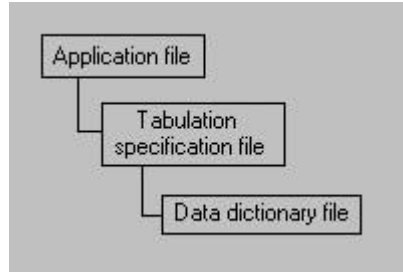 Application file
Tabulation
specification file
Data dictionary file